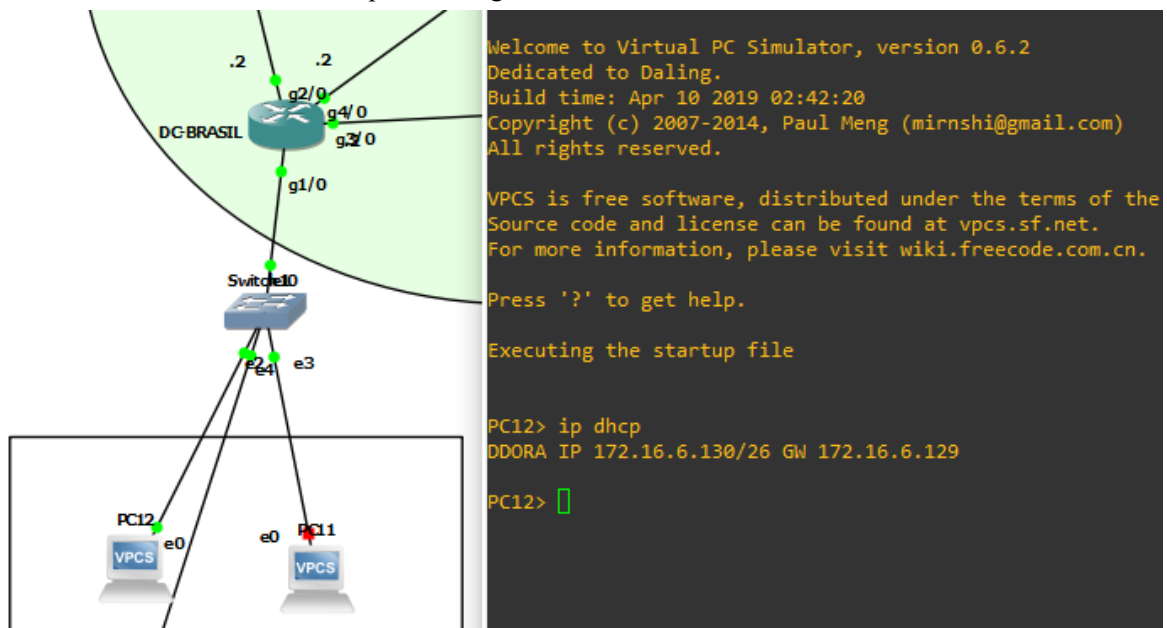 .2
.2
g2/0
g4/0
DC-BRASIL
g1/0
e2
e4
e3
PC12
e0
VPCS
e0
PC11
VPCS
Welcome to Virtual PC Simulator, version 0.6.2
Dedicated to Daling.
Build time: Apr 10 2019 02:42:20
Copyright (c) 2007-2014, Paul Meng (mirnshi@gmail.com)
All rights reserved.
VPCS is free software, distributed under the terms of the
Source code and license can be found at vpcs.sf.net.
For more information, please visit wiki.freecode.com.cn.
Press '?' to get help.
Executing the startup file
PC12> ip dhcp
DDORA IP 172.16.6.130/26 GW 172.16.6.129
PC12>